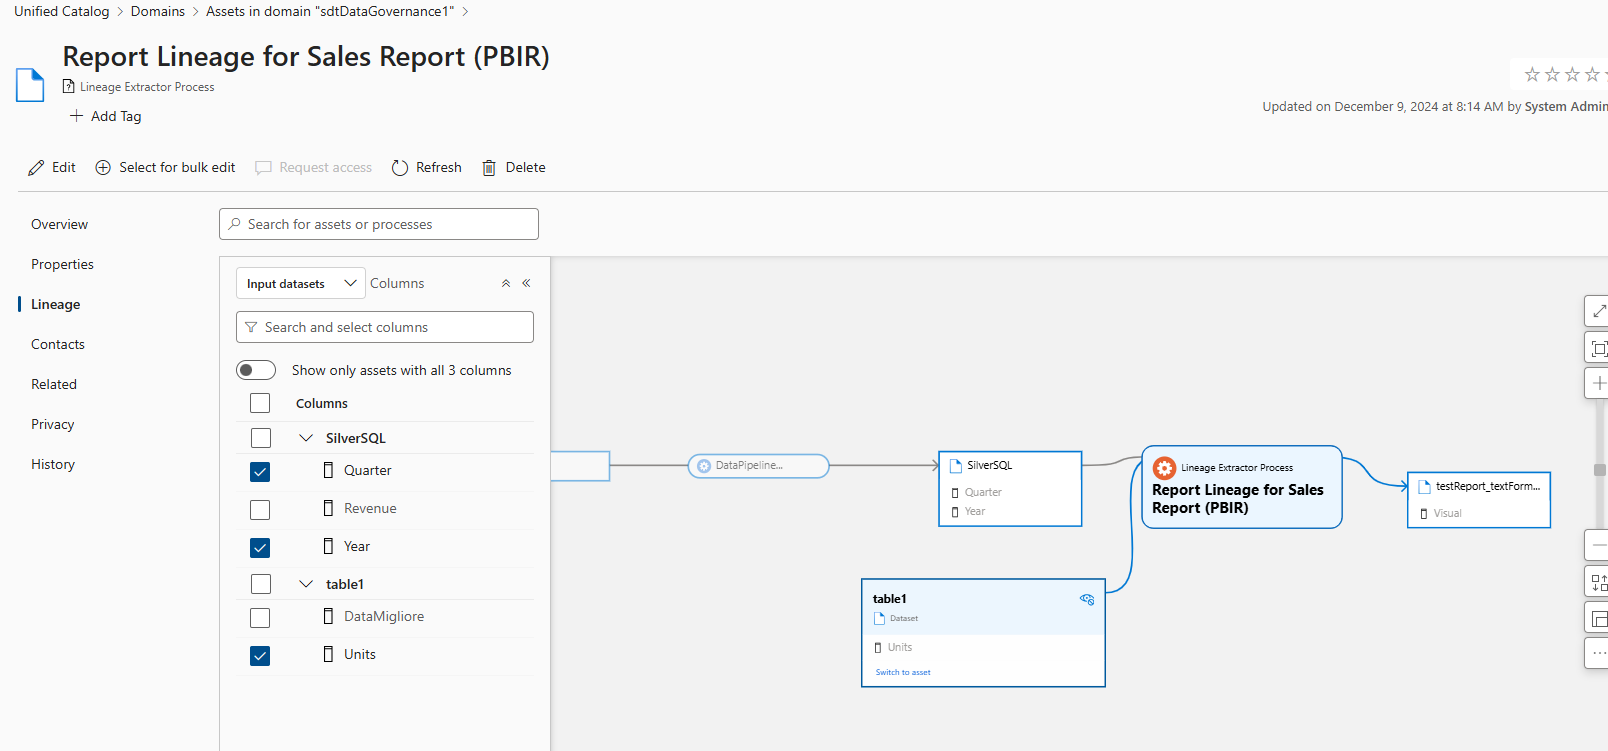 Unified Catalog > Domains > Assets in domain "sdtDataGovernance1" >
Report Lineage for Sales Report (PBIR)
Lineage Extractor Process
Add Tag
Updated on December 9, 2024 at 8:14 AM by System Admin
Edit
Select for bulk edit
Request access
Refresh
Delete
Overview
Properties
Lineage
Contacts
Related
Privacy
History
Search for assets or processes
Input datasets
Columns
Search and select columns
Show only assets with all 3 columns
Columns
SilverSQL
Quarter
Revenue
Year
table1
DataMigliore
Units
DataPipeline...
SilverSQL
Quarter
Year
table1
Dataset
Units
Switch to asset
Lineage Extractor Process
Report Lineage for Sales
Report (PBIR)
testReport_textForm...
Visual